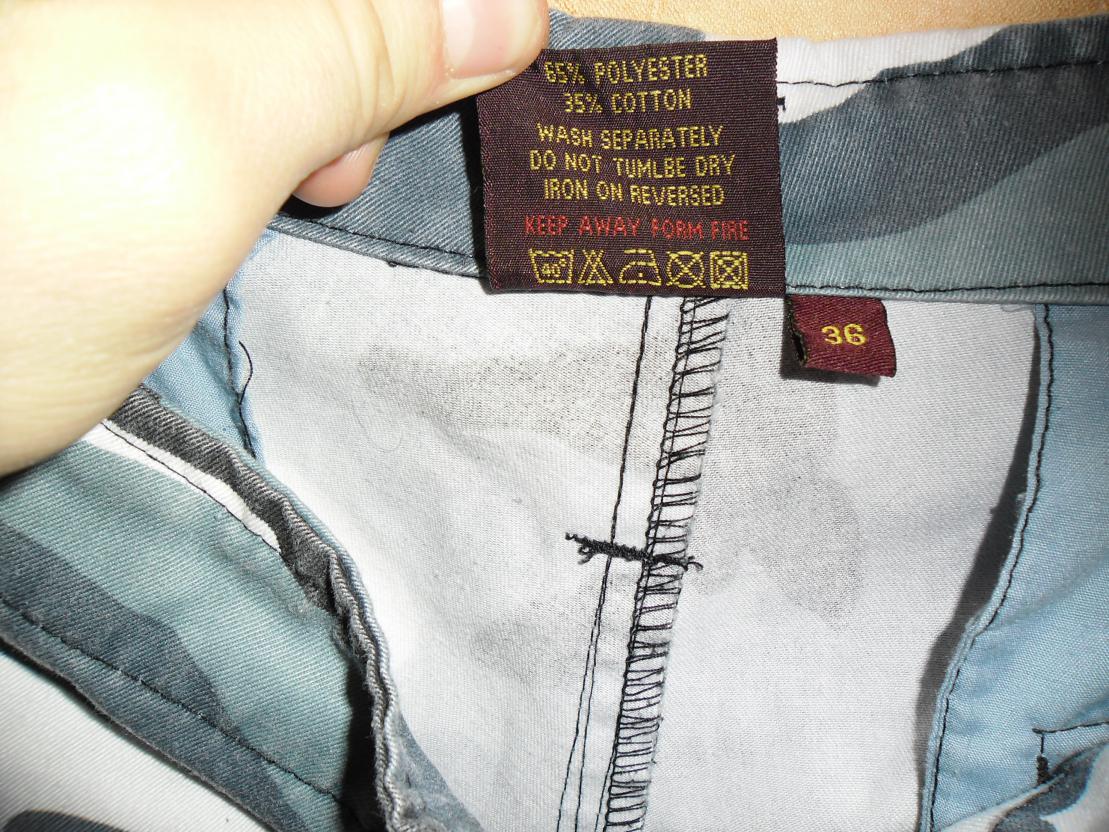 65% POLYESTER
35% COTTON
WASH SEPARATELY
DO NOT TUMLBE DRY
IRON ON REVERSED
KEEP AWAY FORM FIRE
40°
36